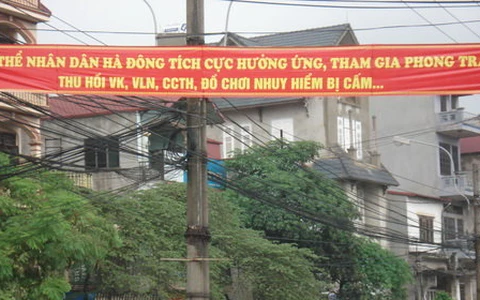 THỂ NHÂN DÂN HÀ ĐÔNG TÍCH CỰC HƯỞNG ỨNG, THAM GIA PHONG TRA
THU HỒI VK, VLN, CCTH, ĐỒ CHƠI NHUY HIỂM BỊ CẤM...